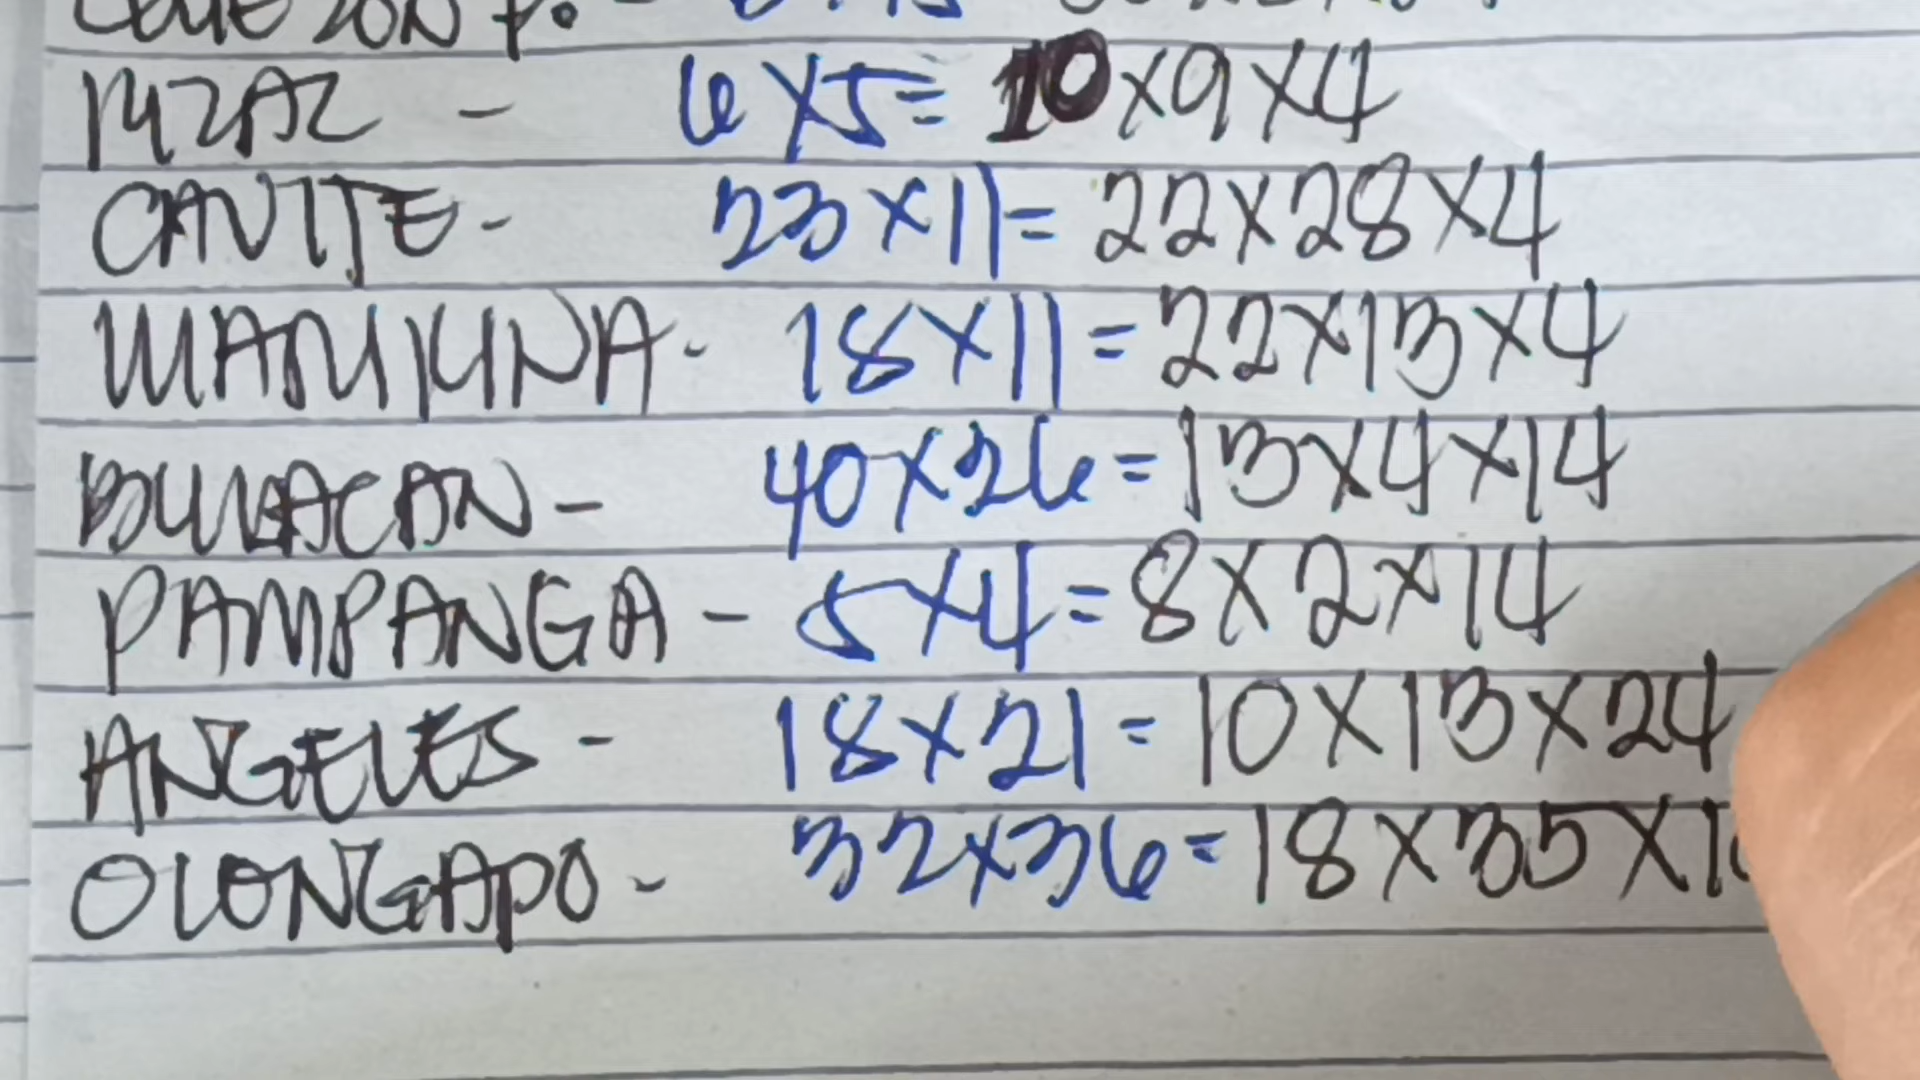 RIZAL - 6X5= 10X9X4
CAVITE - 23X11= 22X28X4
MARIKINA - 18X11= 22X13X4
BULACAN - 40X26= 13X4X14
PAMPANGA - 5X4= 8X2X14
ANGELES - 18X21= 10X13X24
OLONGAPO - 32X36= 18X35X